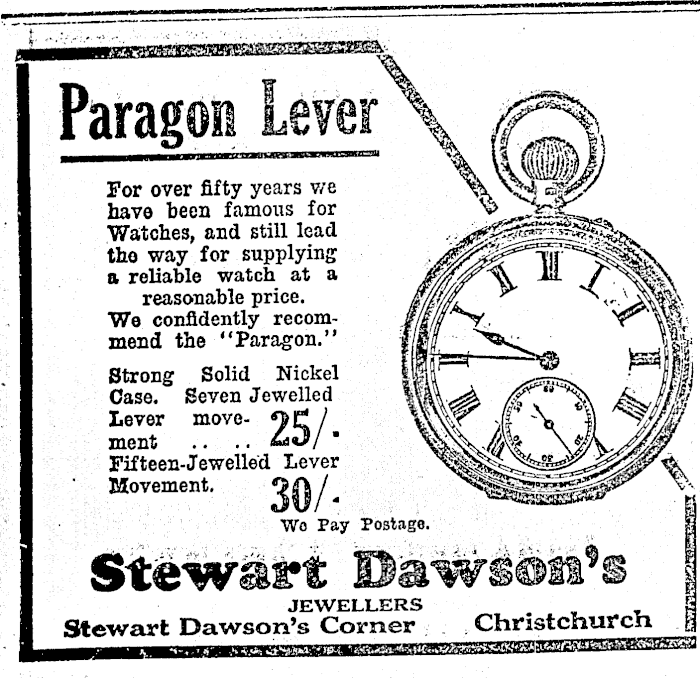 Paragon Lever
For over fifty years we
have been famous for
Watches, and still lead
the way for supplying
a reliable watch at a
reasonable price.
We confidently recom-
mend the "Paragon."
Strong Solid Nickel
Case. Seven Jewelled
Lever move-
ment .. .. 25/-
Fifteen-Jewelled Lever
Movement. 30/-
We Pay Postage.
Stewart Dawson's
JEWELLERS
Stewart Dawson's Corner Christchurch